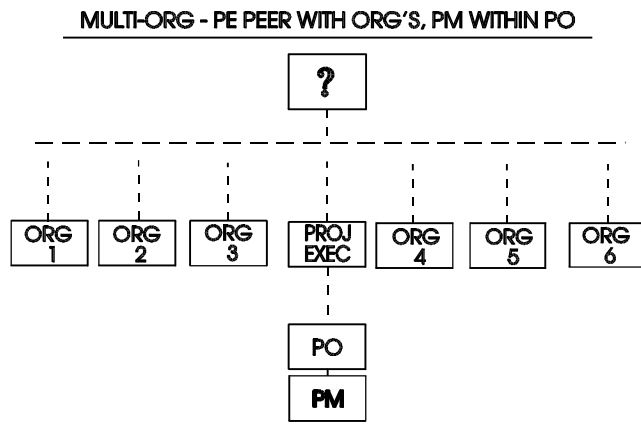 MULTI-ORG - PE PEER WITH ORG'S, PM WITHIN PO
?
ORG
1
ORG
2
ORG
3
PROJ
EXEC
ORG
4
ORG
5
ORG
6
PO
PM